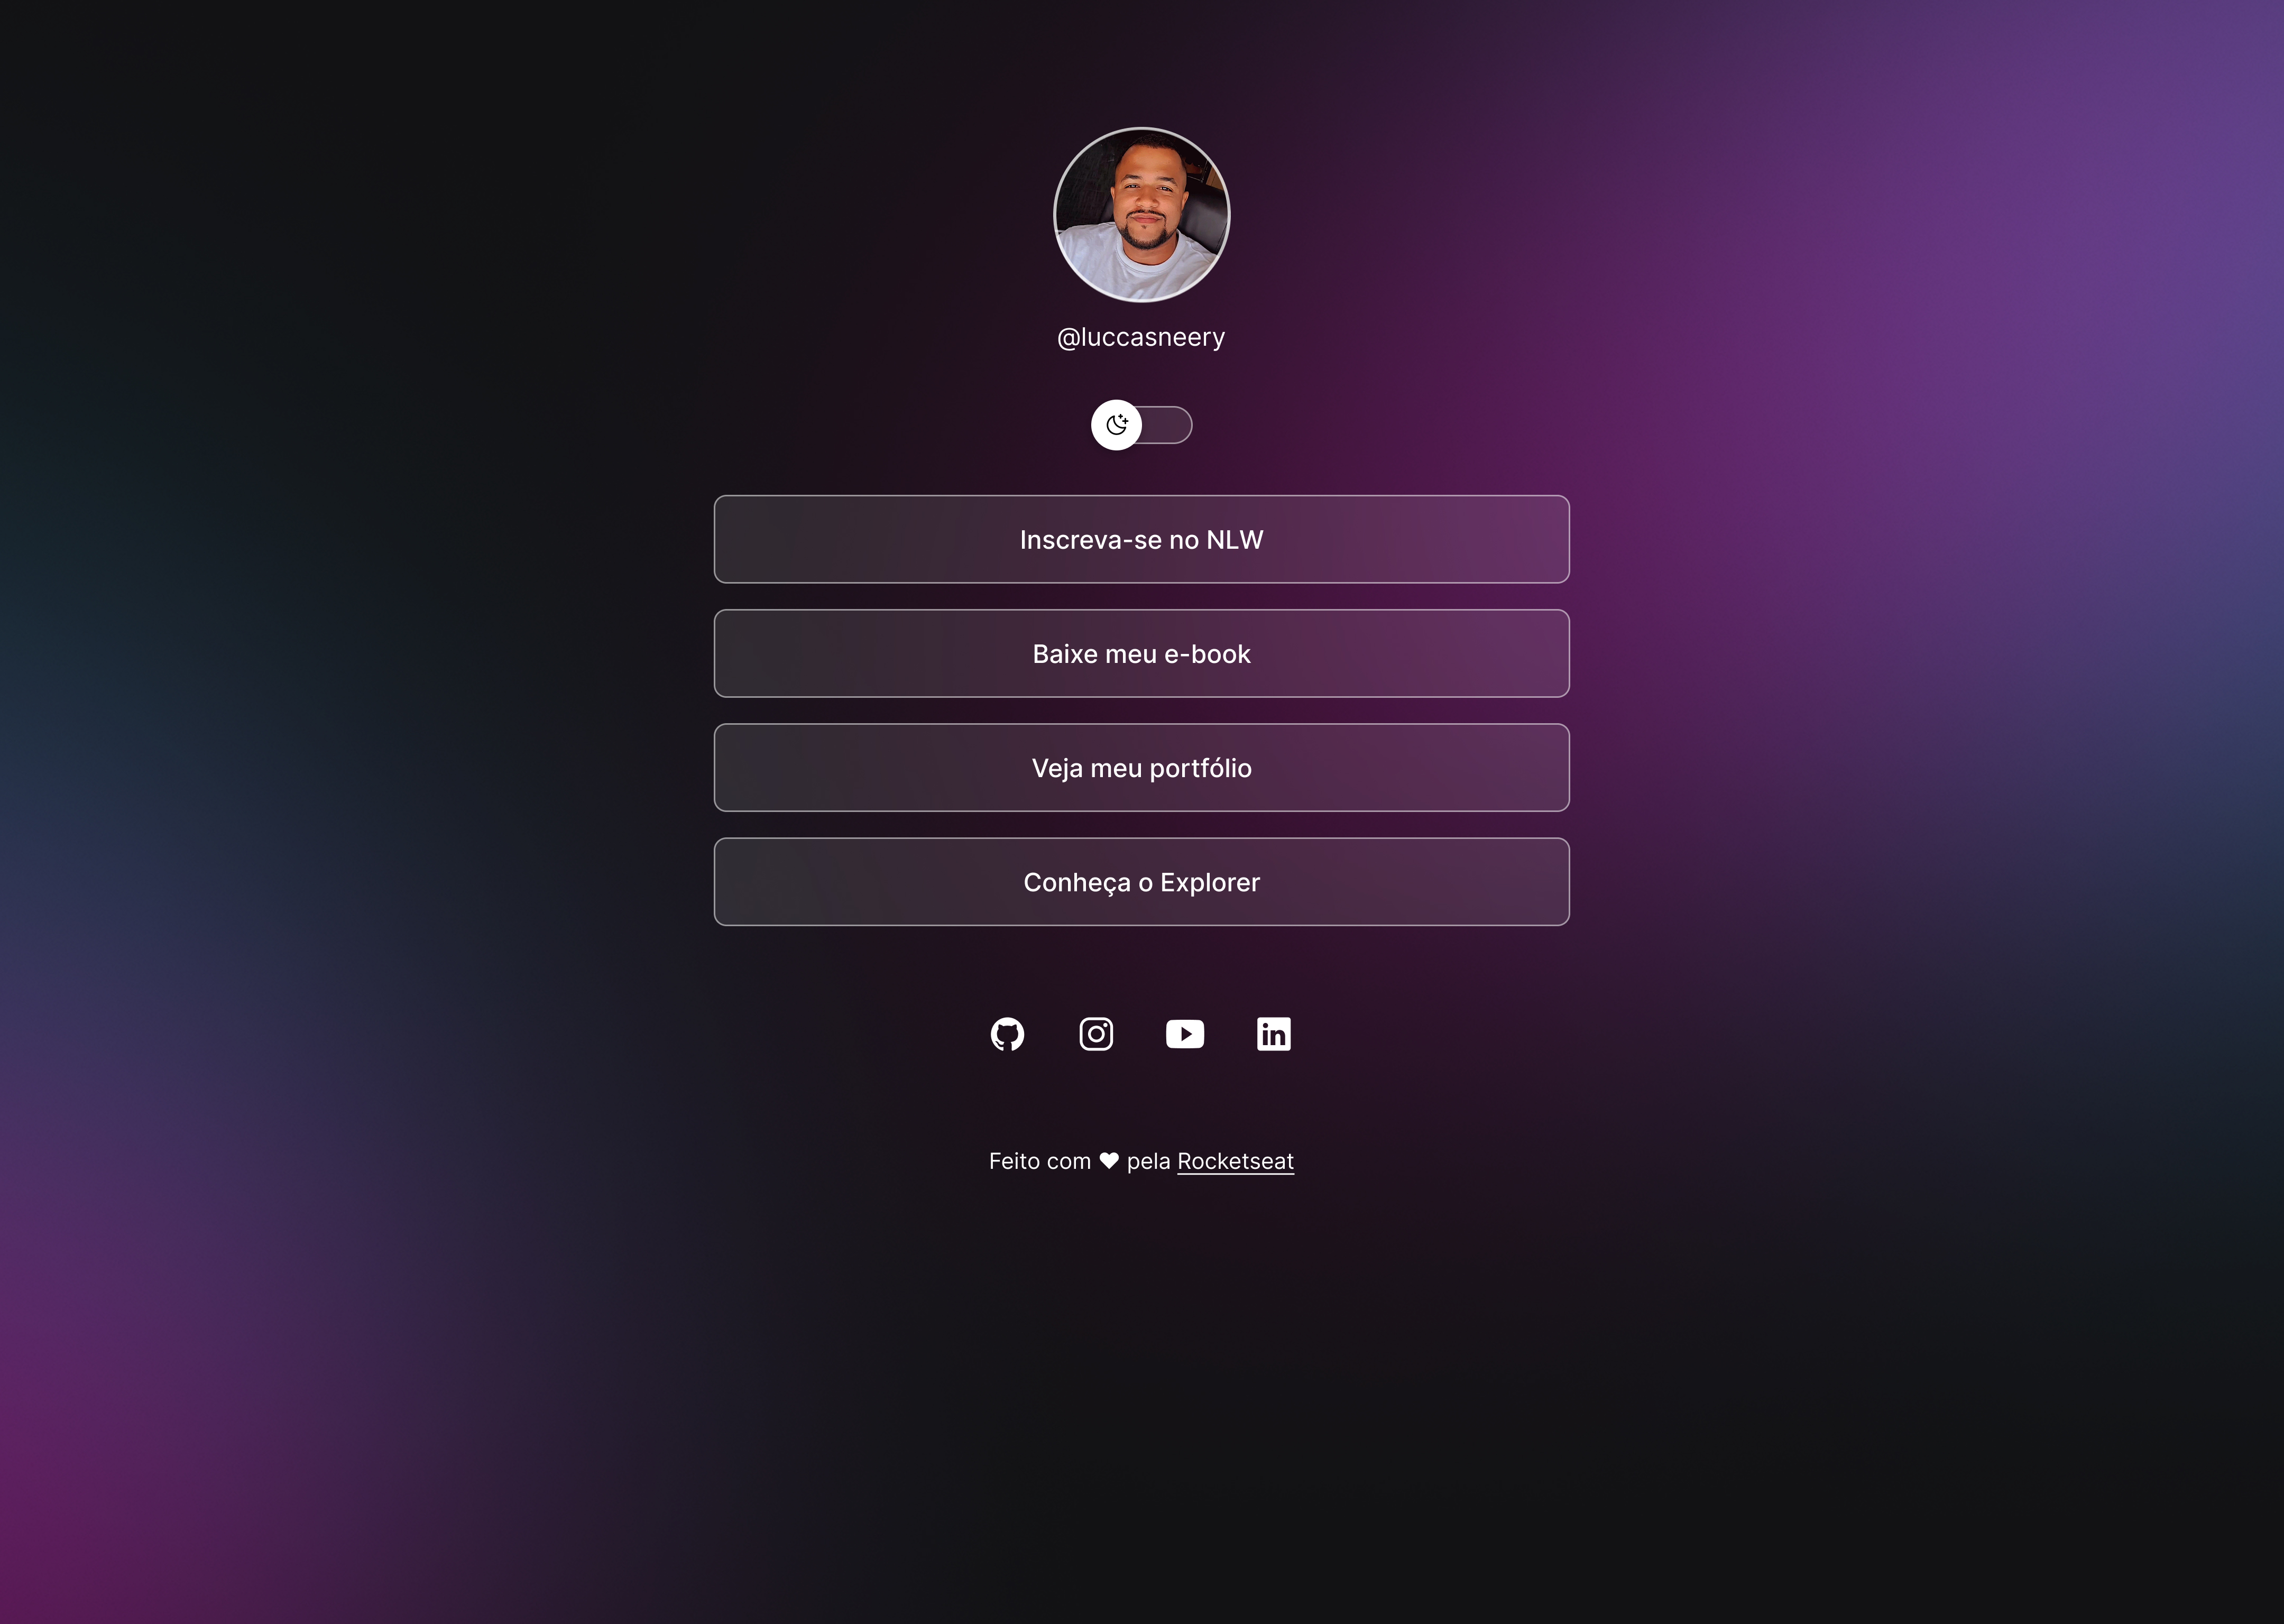 @luccasneery
Inscreva-se no NLW
Baixe meu e-book
Veja meu portfólio
Conheça o Explorer
Feito com ♥ pela Rocketseat